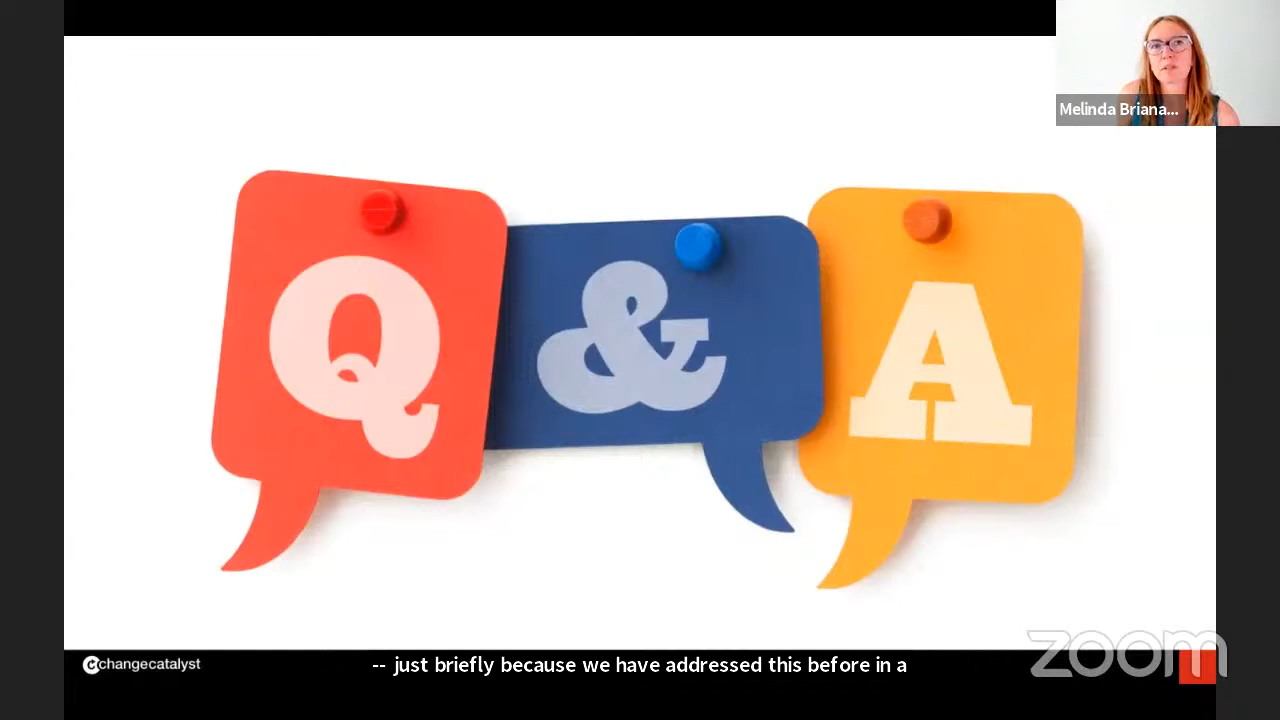 Melinda Briana...
Q & A
changecatalyst
-- just briefly because we have addressed this before in a
zoom